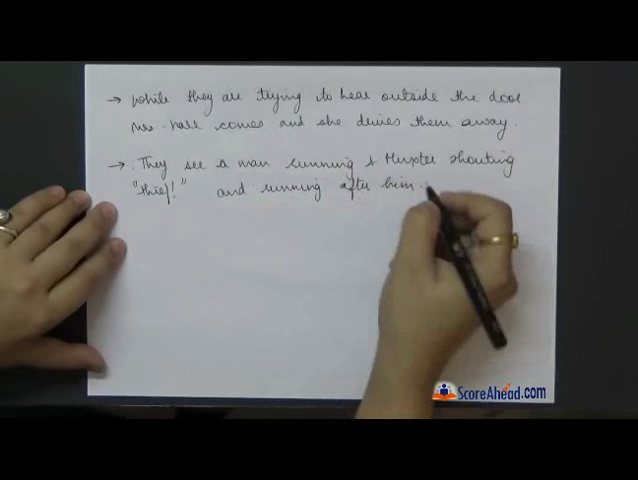 → while they are trying to hear outside the door
Mrs. Hall comes and she drives them away.
→. They see a man running & Huxter shouting
"thief!" and running after him.
ScoreAhead.com